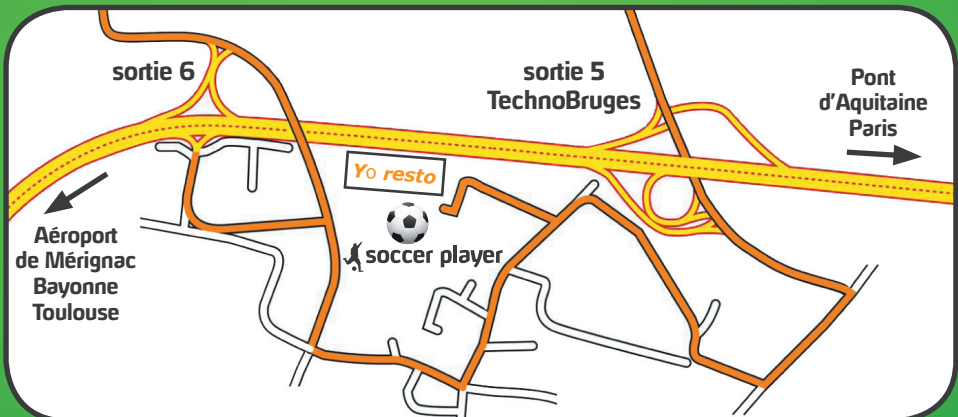 sortie 6
sortie 5
TechnoBruges
Pont
d'Aquitaine
Paris
Yo resto
soccer player
Aéroport
de Mérignac
Bayonne
Toulouse